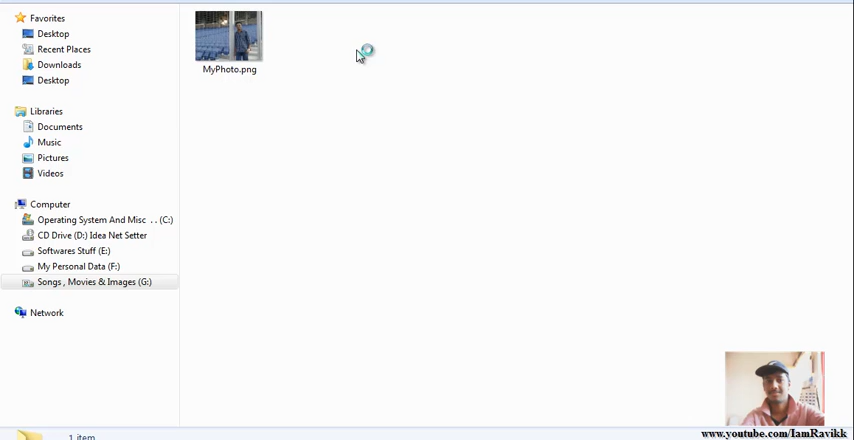 Favorites
Desktop
Recent Places
Downloads
Desktop
Libraries
Documents
Music
Pictures
Videos
Computer
Operating System And Misc . . (C:)
CD Drive (D:) Idea Net Setter
Softwares Stuff (E:)
My Personal Data (F:)
Songs , Movies & Images (G:)
Network
MyPhoto.png
1 item
www.youtube.com/IamRavikk